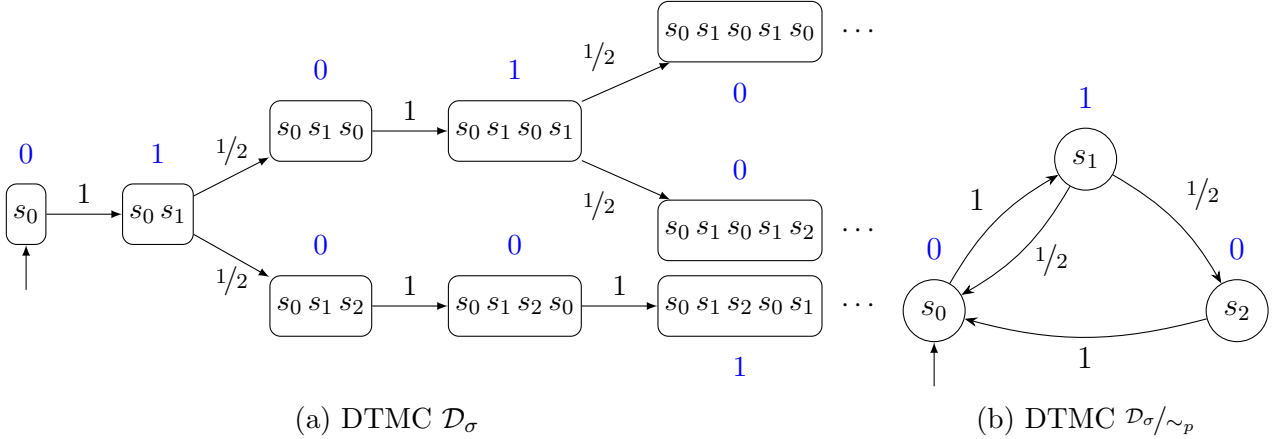 0
s₀
1
1
s₀ s₁
1/2
1/2
0
s₀ s₁ s₀
1
1
s₀ s₁ s₀ s₁
1/2
1/2
s₀ s₁ s₀ s₁ s₀
0
...
0
s₀ s₁ s₀ s₁ s₂
...
0
s₀ s₁ s₂
1
0
s₀ s₁ s₂ s₀
1
s₀ s₁ s₂ s₀ s₁
1
...
(a) DTMC 𝒟σ
1
s₁
1
1/2
1/2
0
s₀
0
s₂
1
(b) DTMC 𝒟σ/∼ₚ